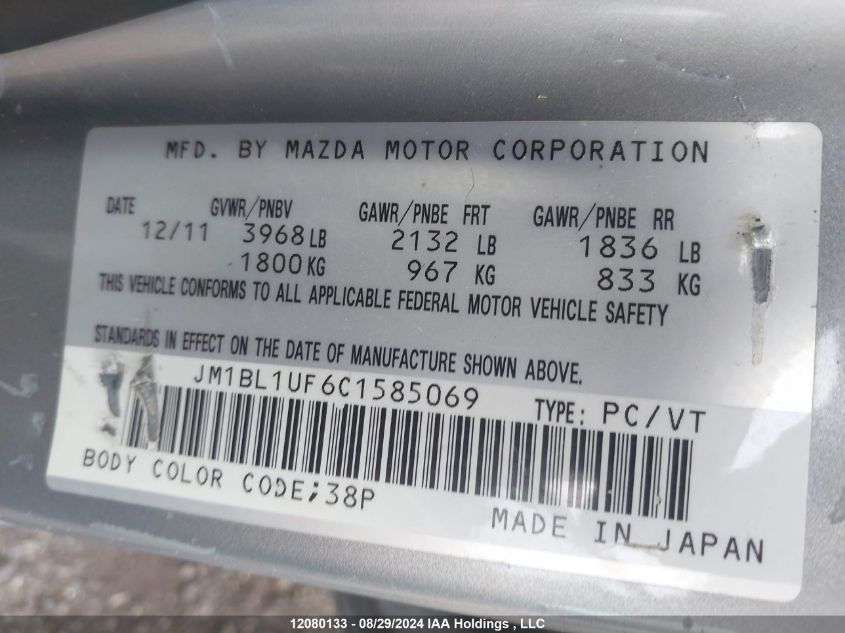 MFD. BY MAZDA MOTOR CORPORATION
DATE GVWR/PNBV GAWR/PNBE FRT GAWR/PNBE RR
12/11 3968 LB 2132 LB 1836 LB
1800 KG 967 KG 833 KG
THIS VEHICLE CONFORMS TO ALL APPLICABLE FEDERAL MOTOR VEHICLE SAFETY
STANDARDS IN EFFECT ON THE DATE OF MANUFACTURE SHOWN ABOVE.
JM1BL1UF6C1585069 TYPE: PC/VT
BODY COLOR CODE;38P
MADE IN JAPAN
12080133 - 08/29/2024 IAA Holdings , LLC